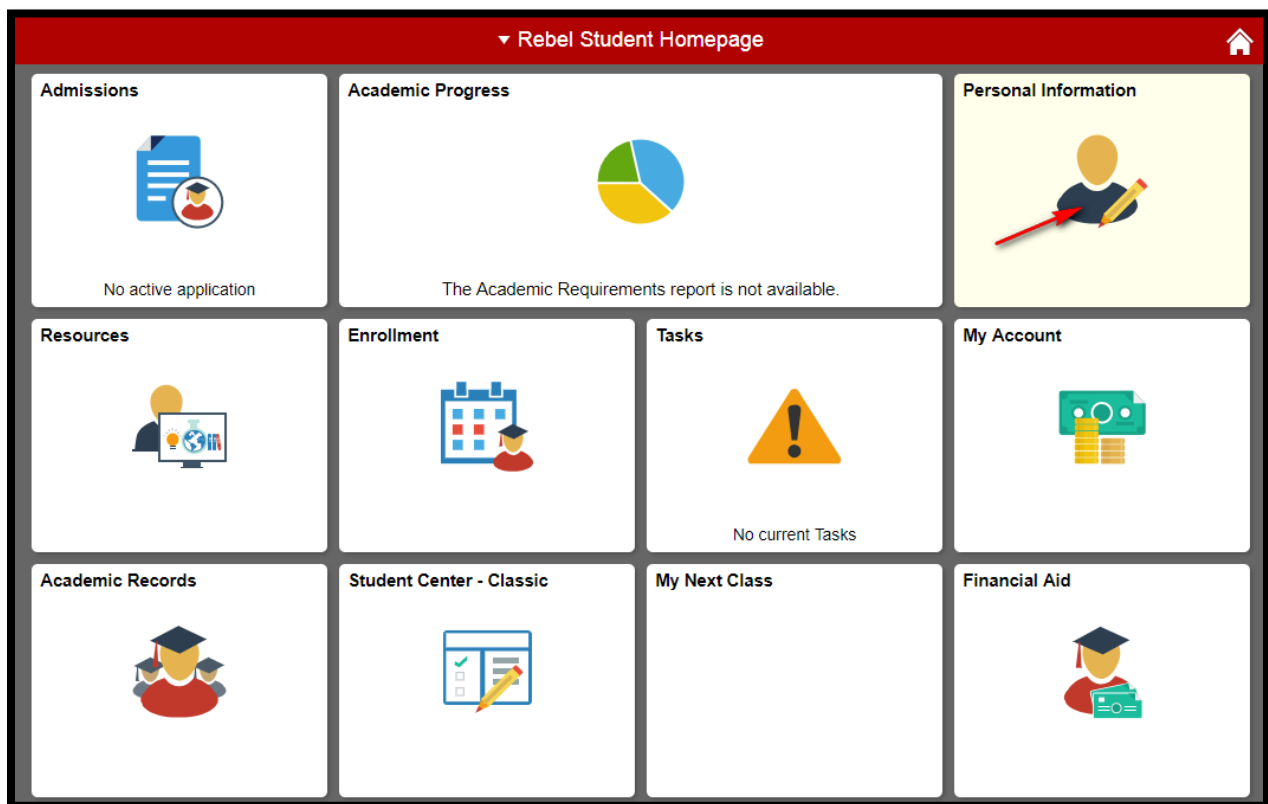 Rebel Student Homepage
Admissions
No active application
Academic Progress
The Academic Requirements report is not available.
Personal Information
Resources
Enrollment
Tasks
No current Tasks
My Account
Academic Records
Student Center - Classic
My Next Class
Financial Aid